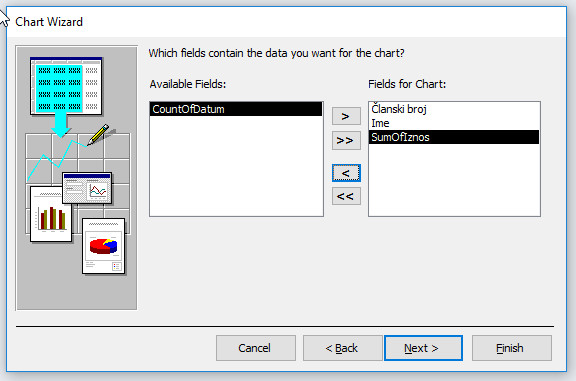 Chart Wizard
Which fields contain the data you want for the chart?
Available Fields:
Fields for Chart:
CountOfDatum
Članski broj
Ime
SumOfIznos
>
>>
<
<<
Cancel
< Back
Next >
Finish